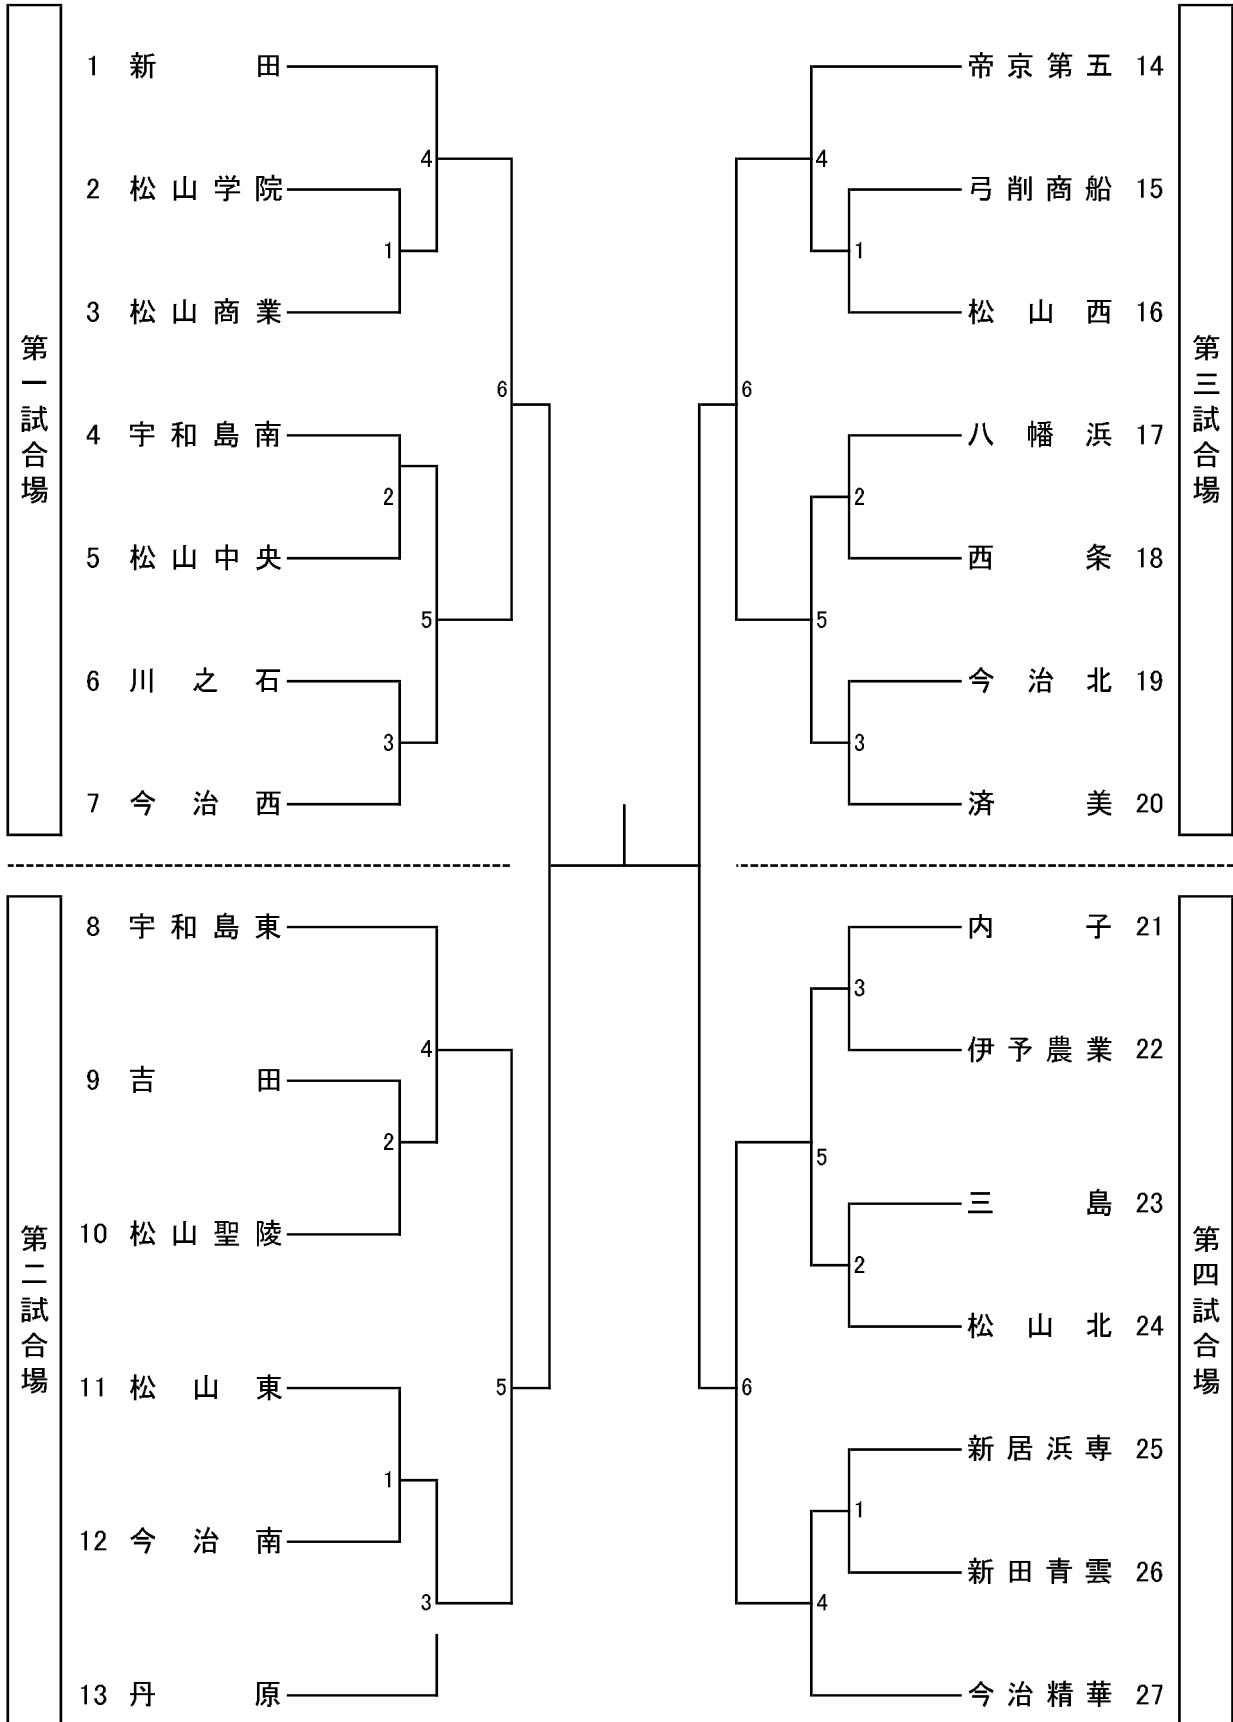 第一試合場
1 新田
2 松山学院
3 松山商業
4 宇和島南
5 松山中央
6 川之石
7 今治西
4
1
6
2
5
3
第二試合場
8 宇和島東
9 吉田
10 松山聖陵
11 松山東
12 今治南
13 丹原
4
2
5
1
3
帝京第五 14
弓削商船 15
松山西 16
八幡浜 17
西条 18
今治北 19
済美 20
4
1
6
2
5
3
第三試合場
内子 21
伊予農業 22
三島 23
松山北 24
新居浜専 25
新田青雲 26
今治精華 27
3
5
2
6
1
4
第四試合場